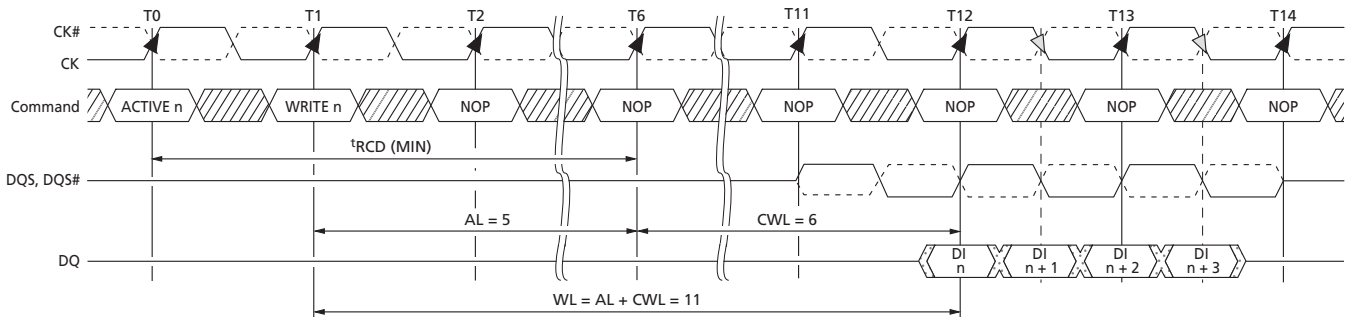 T0 T1 T2 T6 T11 T12 T13 T14
CK#
CK
Command ACTIVE n WRITE n NOP NOP NOP NOP NOP NOP
tRCD (MIN)
DQS, DQS#
AL = 5 CWL = 6
DQ DI n DI n + 1 DI n + 2 DI n + 3
WL = AL + CWL = 11